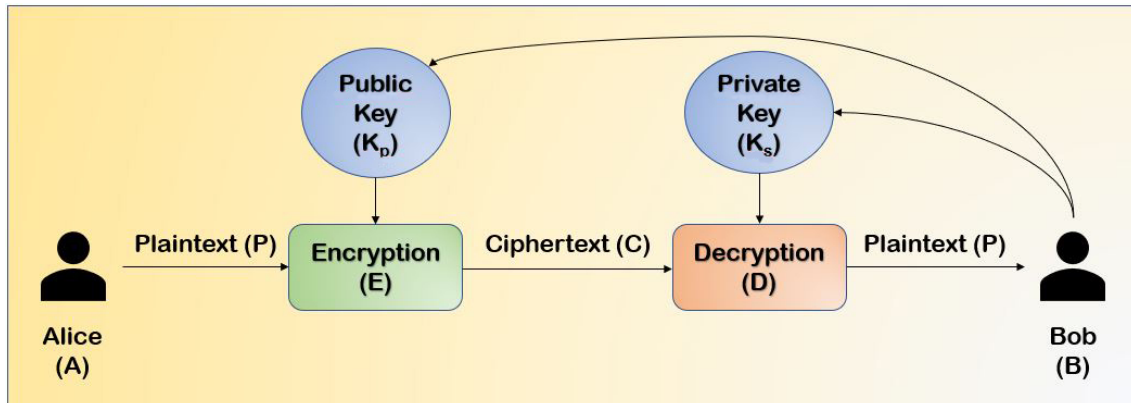 Public
Key
(Kₚ)
Private
Key
(Kₛ)
Plaintext (P)
Encryption
(E)
Ciphertext (C)
Decryption
(D)
Plaintext (P)
Alice
(A)
Bob
(B)